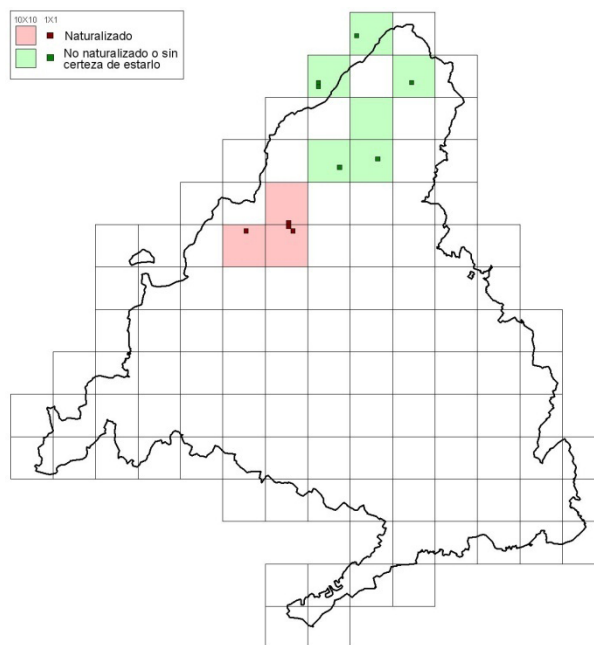 10X10 1X1
Naturalizado
No naturalizado o sin
certeza de estarlo